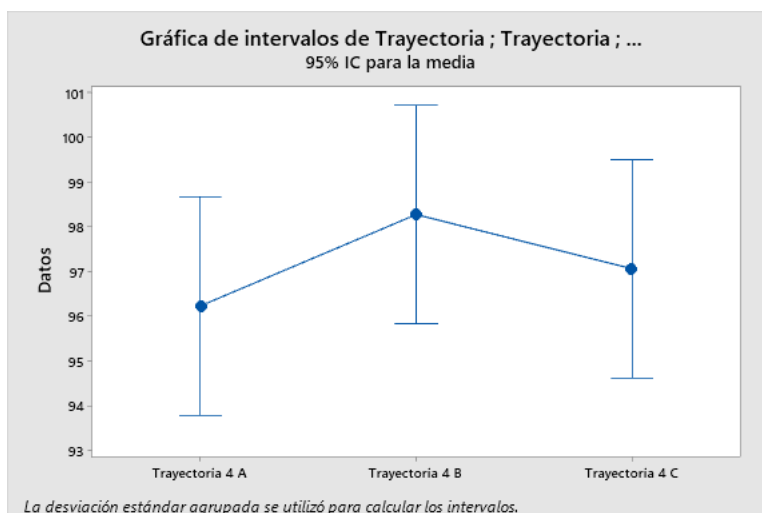 Gráfica de intervalos de Trayectoria ; Trayectoria ; ...
95% IC para la media
101
100
99
98
97
96
95
94
93
Datos
Trayectoria 4 A
Trayectoria 4 B
Trayectoria 4 C
La desviación estándar agrupada se utilizó para calcular los intervalos.